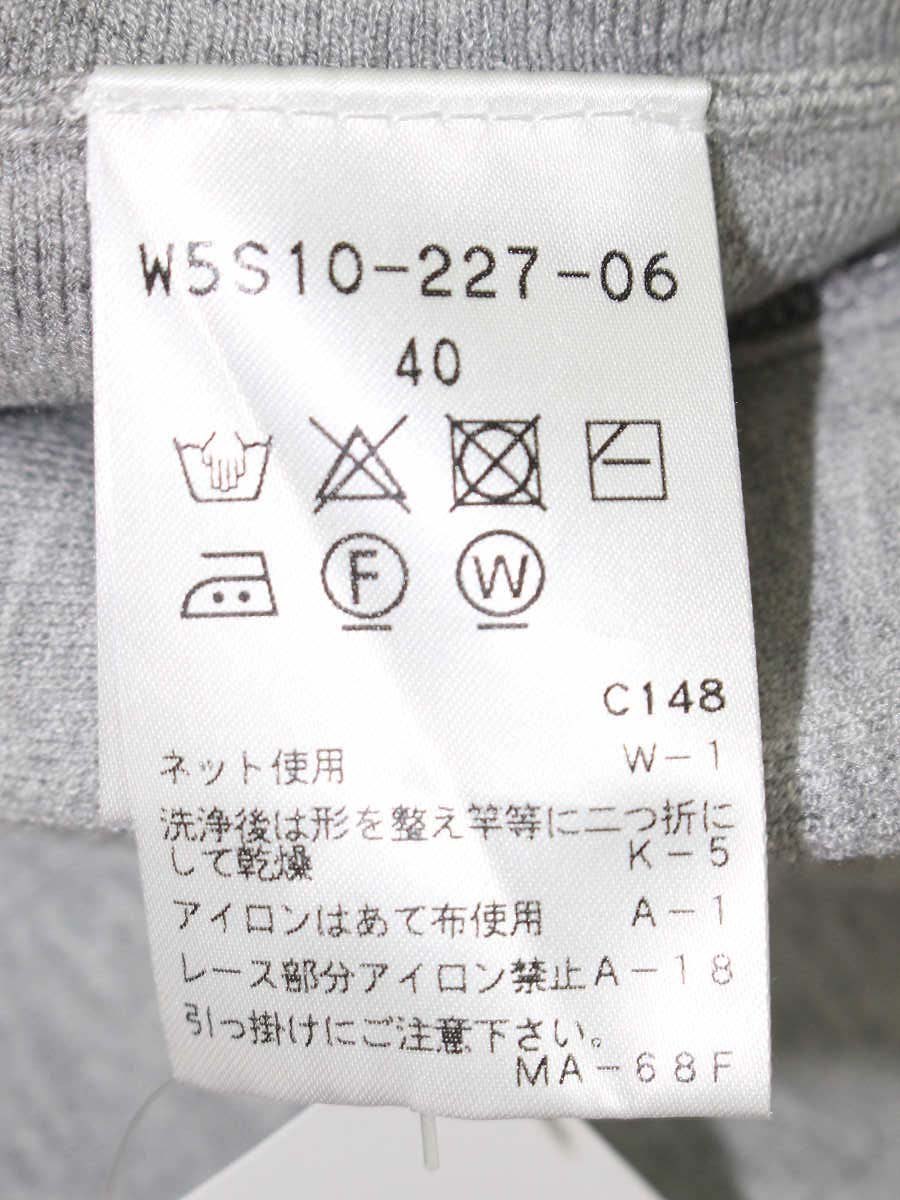 W5S10-227-06
40
F W
C148
ネット使用 W-1
洗浄後は形を整え竿等に二つ折に
して乾燥 K-5
アイロンはあて布使用 A-1
レース部分アイロン禁止A-18
引っ掛けにご注意下さい。
MA-68F